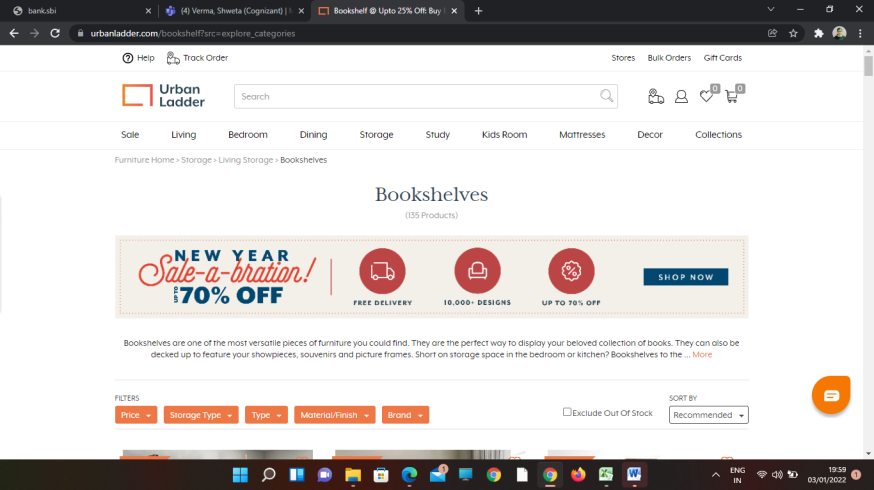 bank.sbi
(4) Verma, Shweta (Cognizant) |
Bookshelf @ Upto 25% Off: Buy
urbanladder.com/bookshelf?src=explore_categories
Help Track Order Stores Bulk Orders Gift Cards
Urban
Ladder
Search
0 0
Sale Living Bedroom Dining Storage Study Kids Room Mattresses Decor Collections
Furniture Home > Storage > Living Storage > Bookshelves
Bookshelves
(135 Products)
NEW YEAR
Sale-a-bration!
UP TO 70% OFF
FREE DELIVERY 10,000+ DESIGNS UP TO 70% OFF
SHOP NOW
Bookshelves are one of the most versatile pieces of furniture you could find. They are the perfect way to display your beloved collection of books. They can also be
decked up to feature your showpieces, souvenirs and picture frames. Short on storage space in the bedroom or kitchen? Bookshelves to the ... More
FILTERS SORT BY
Price Storage Type Type Material/Finish Brand Exclude Out Of Stock Recommended
ENG
IN
19:59
03/01/2022
1
1